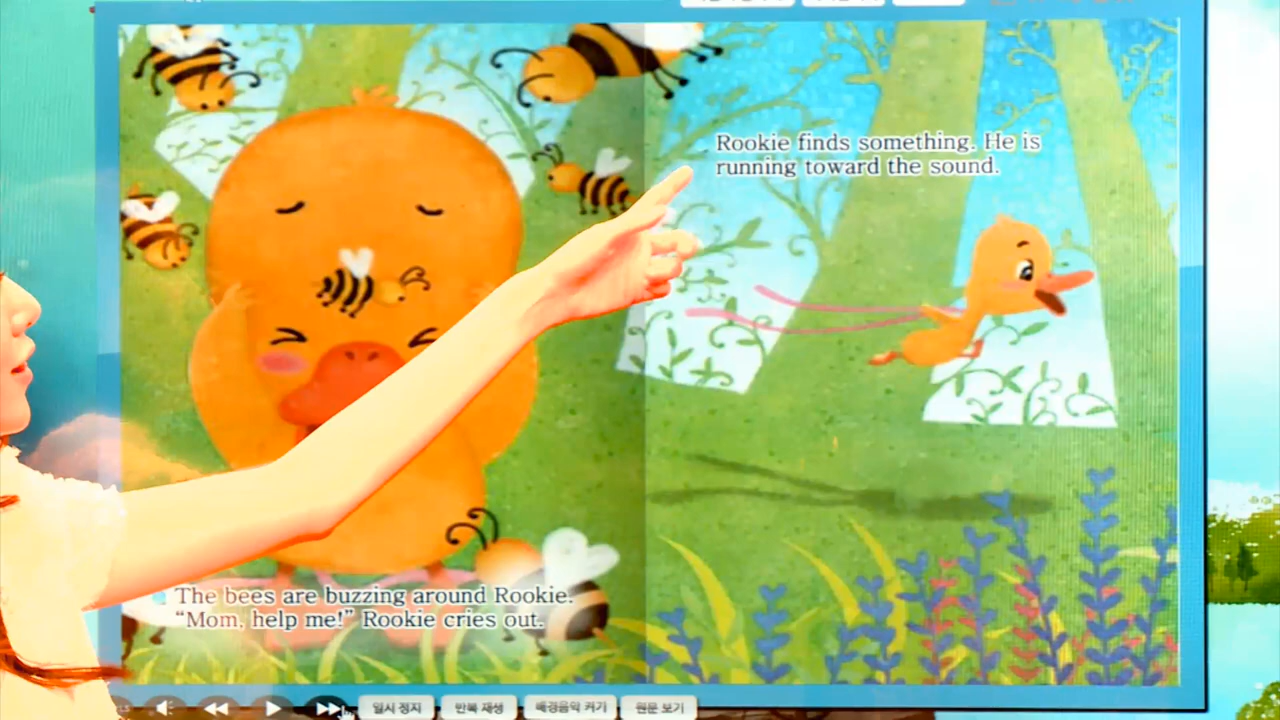 Rookie finds something. He is
running toward the sound.
The bees are buzzing around Rookie.
“Mom, help me!” Rookie cries out.
일시 정지
반복 재생
배경음악 켜기
원문 보기